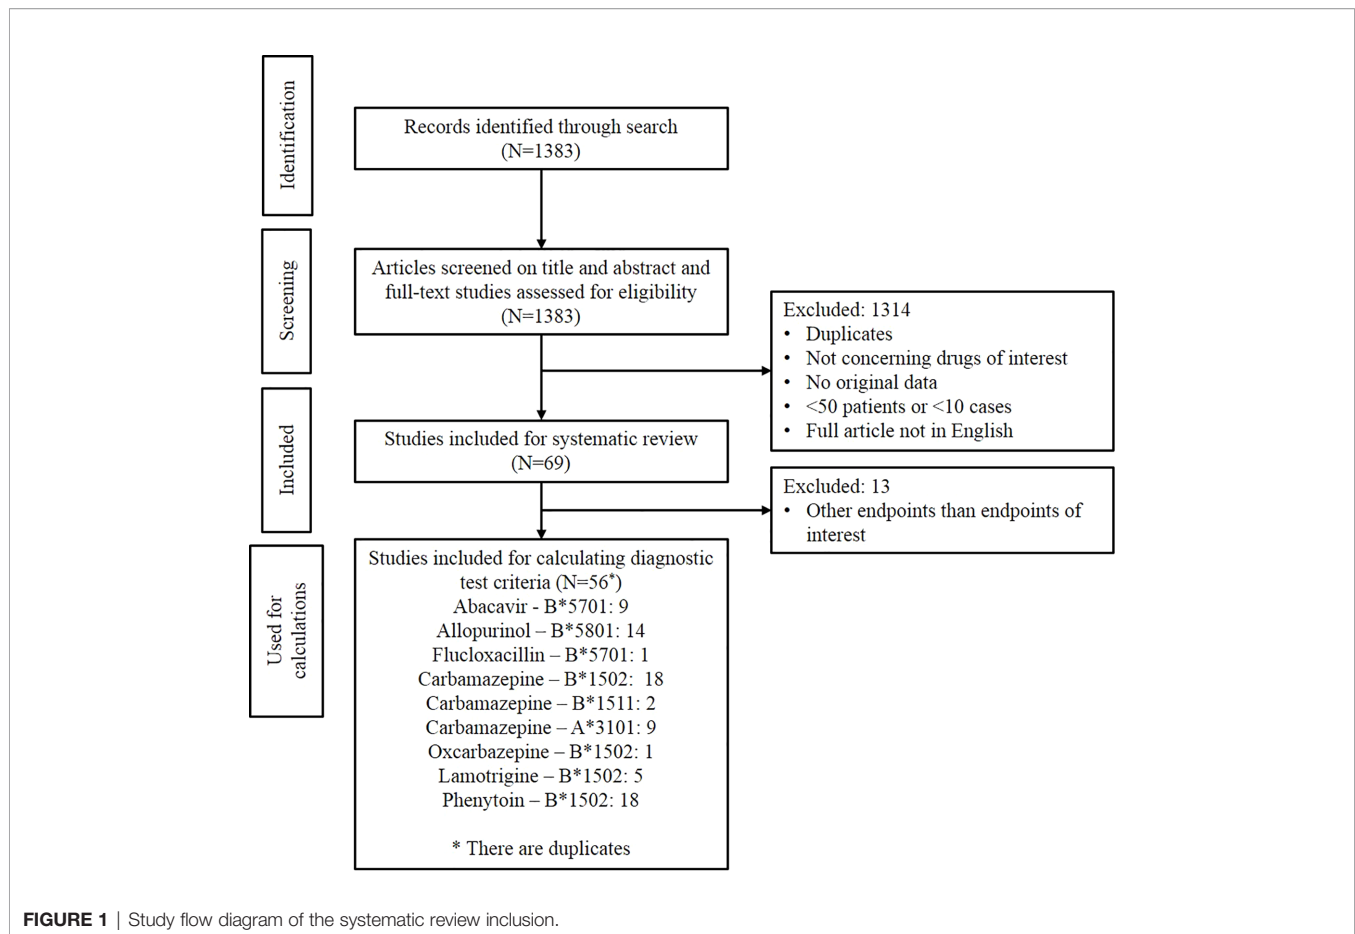 Identification
Records identified through search
(N=1383)
Screening
Articles screened on title and abstract and
full-text studies assessed for eligibility
(N=1383)
Excluded: 1314
• Duplicates
• Not concerning drugs of interest
• No original data
• <50 patients or <10 cases
• Full article not in English
Included
Studies included for systematic review
(N=69)
Excluded: 13
• Other endpoints than endpoints of
interest
Used for
calculations
Studies included for calculating diagnostic
test criteria (N=56*)
Abacavir - B*5701: 9
Allopurinol – B*5801: 14
Flucloxacillin – B*5701: 1
Carbamazepine – B*1502: 18
Carbamazepine – B*1511: 2
Carbamazepine – A*3101: 9
Oxcarbazepine – B*1502: 1
Lamotrigine – B*1502: 5
Phenytoin – B*1502: 18
* There are duplicates
FIGURE 1 | Study flow diagram of the systematic review inclusion.